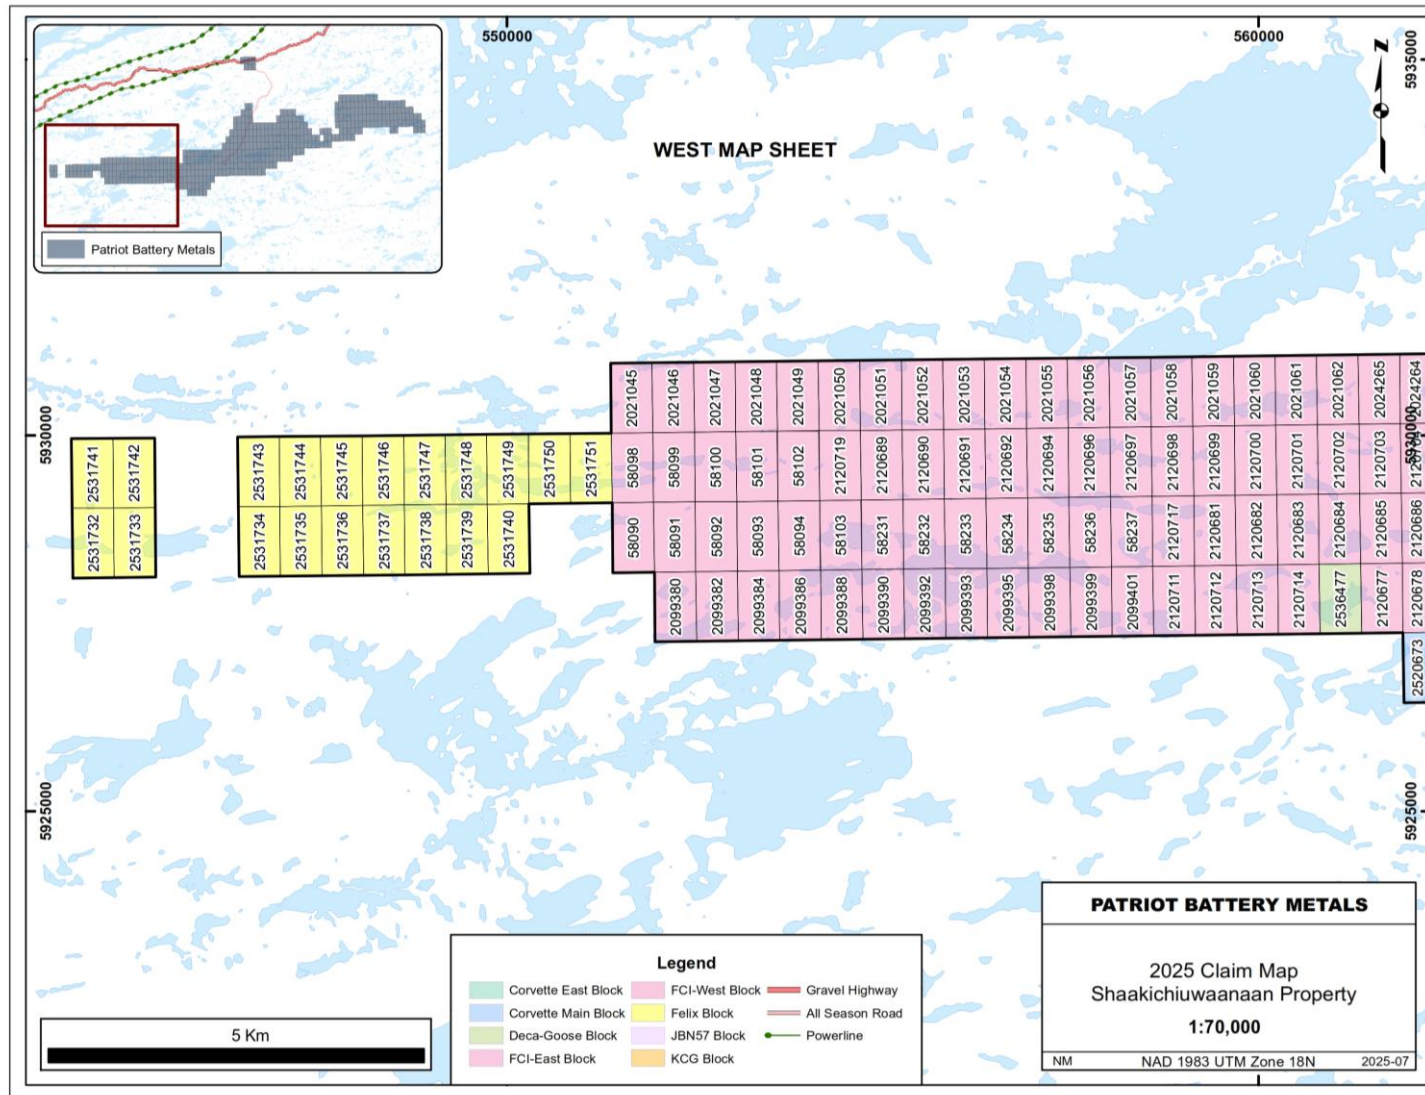 550000
560000
5935000
WEST MAP SHEET
Patriot Battery Metals
5930000
5930000
2021045 2021046 2021047 2021048 2021049 2021050 2021051 2021052 2021053 2021054 2021055 2021056 2021057 2021058 2021059 2021060 2021061 2021062 2024265 2024264
2531741 2531742 2531743 2531744 2531745 2531746 2531747 2531748 2531749 2531750 2531751 58098 58099 58100 58101 58102 2120719 2120689 2120690 2120691 2120692 2120694 2120696 2120697 2120698 2120699 2120700 2120701 2120702 2120703
2531732 2531733 2531734 2531735 2531736 2531737 2531738 2531739 2531740 58090 58091 58092 58093 58094 58103 58231 58232 58233 58234 58235 58236 58237 2120717 2120681 2120682 2120683 2120684 2120685 2120686
2099380 2099382 2099384 2099386 2099388 2099390 2099392 2099393 2099395 2099398 2099399 2099401 2120711 2120712 2120713 2120714 2536477 2120677 2120678
2520673
5925000
5925000
Legend
Corvette East Block
Corvette Main Block
Deca-Goose Block
FCI-East Block
FCI-West Block
Felix Block
JBN57 Block
KCG Block
Gravel Highway
All Season Road
Powerline
5 Km
PATRIOT BATTERY METALS
2025 Claim Map
Shaakichiuwaanaan Property
1:70,000
NM NAD 1983 UTM Zone 18N 2025-07